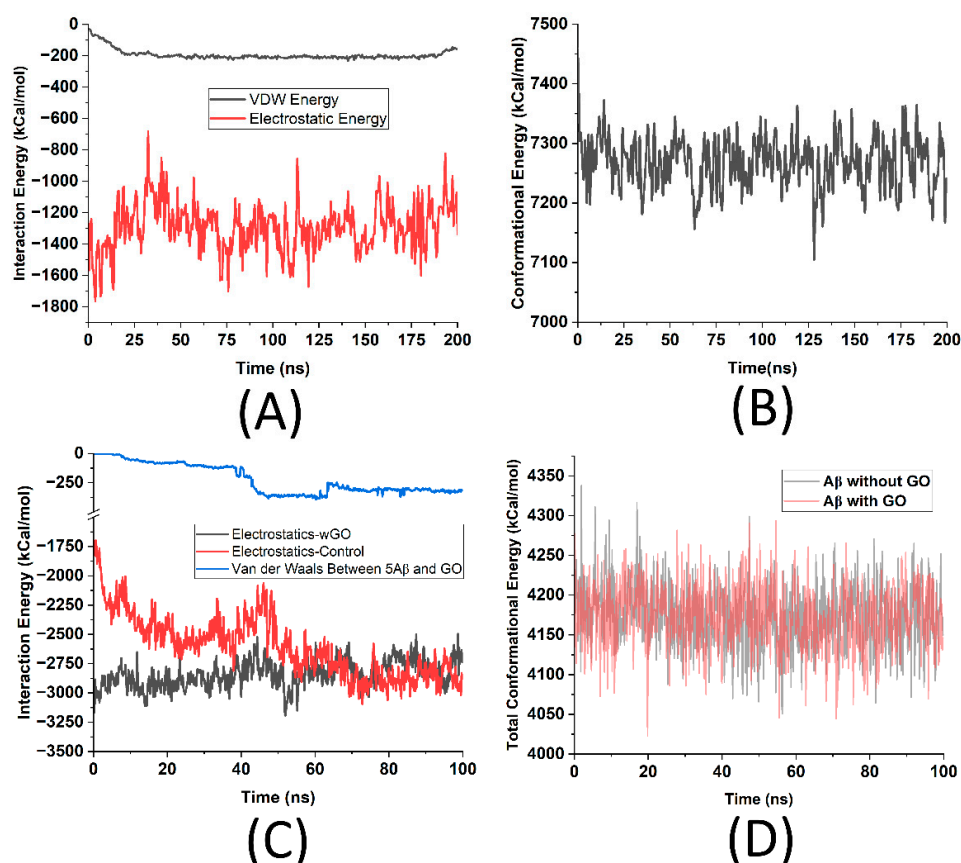 0
−200
−400
−600
−800
−1000
−1200
−1400
−1600
−1800
Interaction Energy (kCal/mol)
VDW Energy
Electrostatic Energy
0 25 50 75 100 125 150 175 200
Time (ns)
(A)
7500
7400
7300
7200
7100
7000
Conformational Energy (kCal/mol)
0 25 50 75 100 125 150 175 200
Time(ns)
(B)
0
−250
−1750
−2000
−2250
−2500
−2750
−3000
−3250
−3500
Interaction Energy (kCal/mol)
Electrostatics-wGO
Electrostatics-Control
Van der Waals Between 5Aβ and GO
0 20 40 60 80 100
Time (ns)
(C)
4350
4300
4250
4200
4150
4100
4050
4000
Total Conformational Energy (kCal/mol)
Aβ without GO
Aβ with GO
0 20 40 60 80 100
Time (ns)
(D)